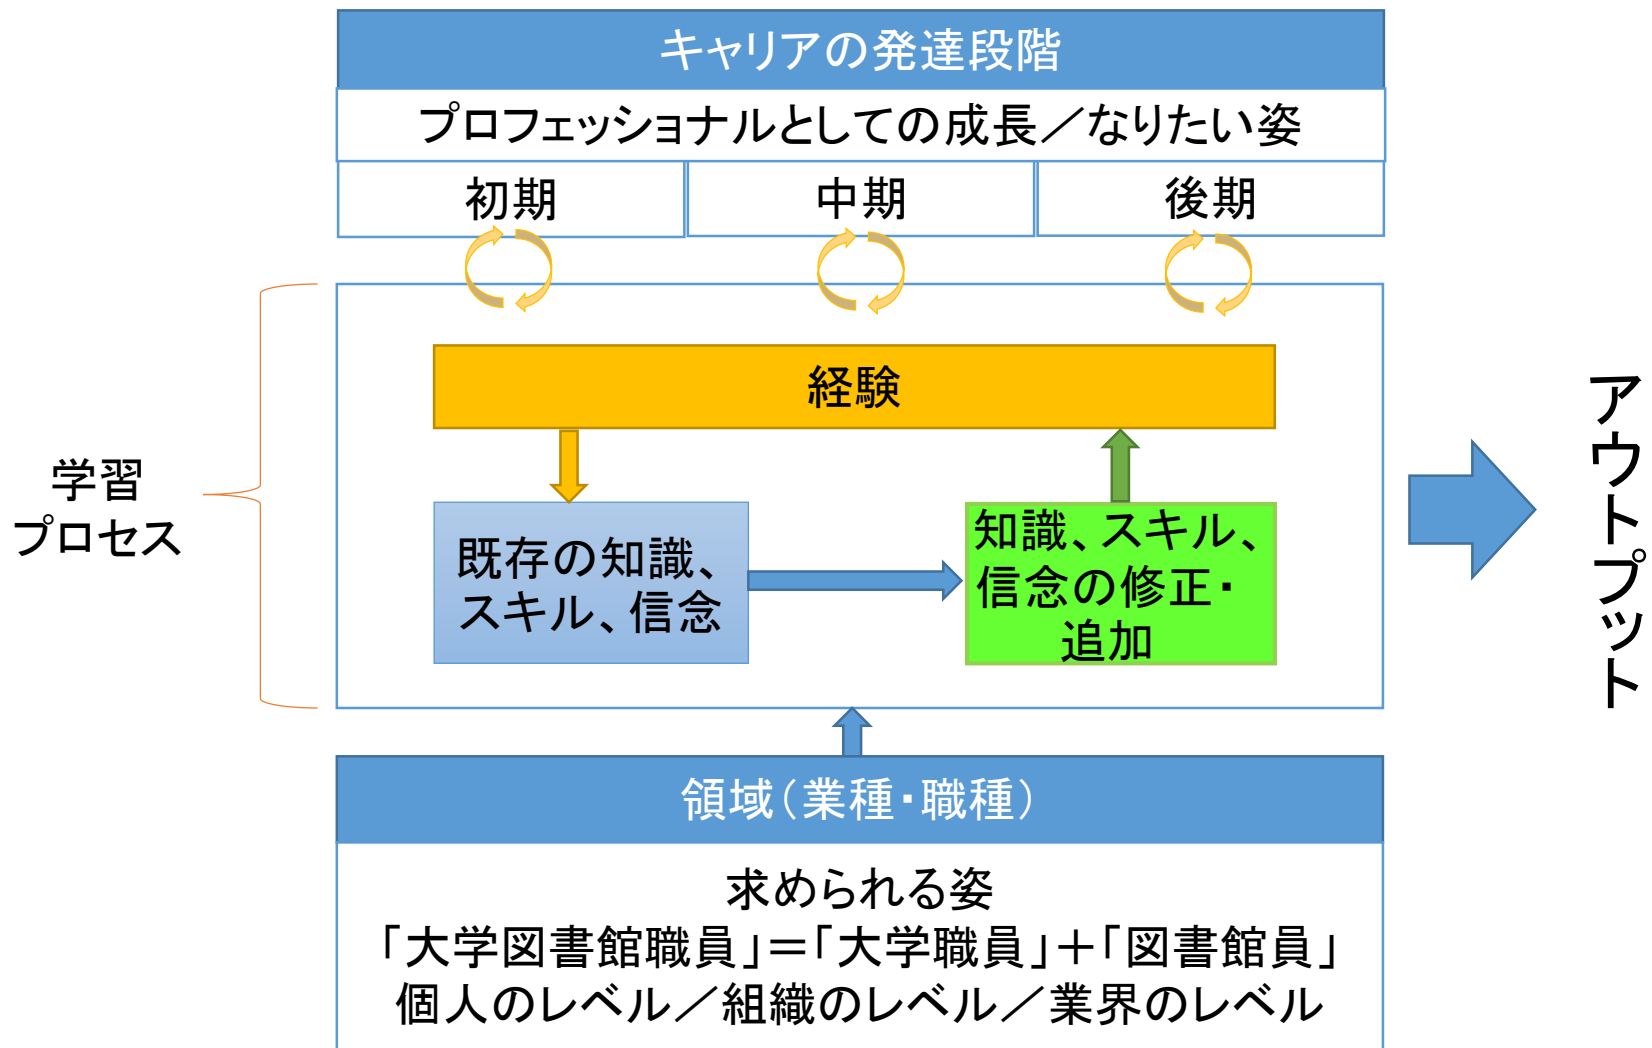 キャリアの発達段階
プロフェッショナルとしての成長／なりたい姿
初期
中期
後期
経験
学習
プロセス
既存の知識、
スキル、信念
知識、スキル、
信念の修正・
追加
アウトプット
領域（業種・職種）
求められる姿
「大学図書館職員」＝「大学職員」＋「図書館員」
個人のレベル／組織のレベル／業界のレベル